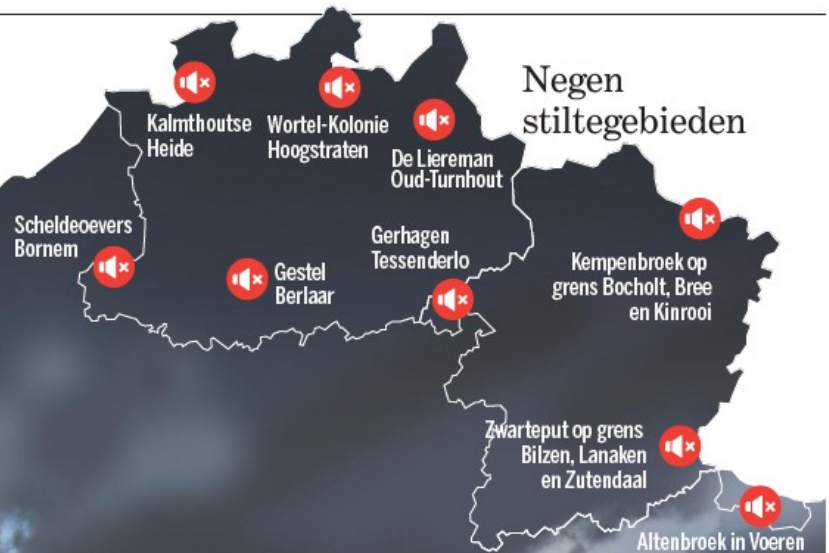 Negen
stiltegebieden
Kalmthoutse
Heide
Wortel-Kolonie
Hoogstraten
De Liereman
Oud-Turnhout
Scheldeoevers
Bornem
Gestel
Berlaar
Gerhagen
Tessenderlo
Kempenbroek op
grens Bocholt, Bree
en Kinrooi
Zwarteput op grens
Bilzen, Lanaken
en Zutendaal
Altenbroek in Voeren